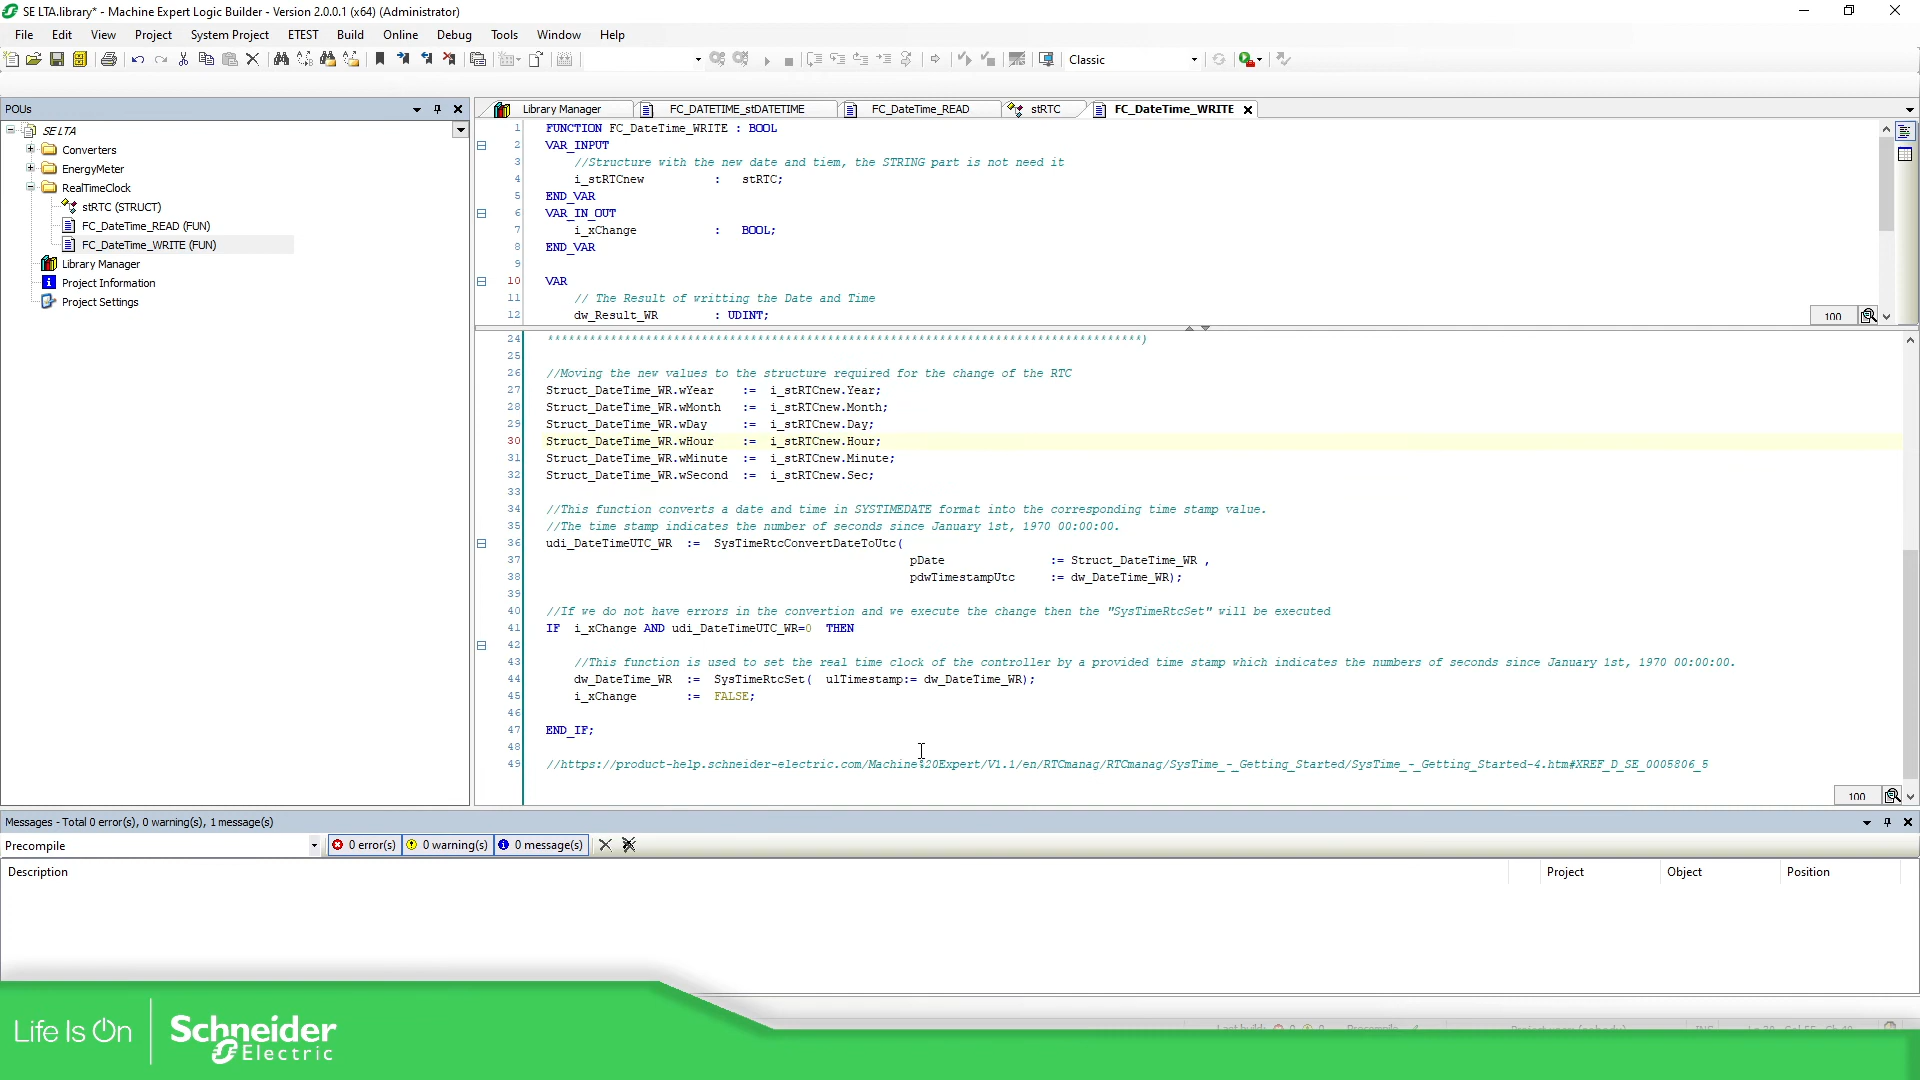 SE LTA.library* - Machine Expert Logic Builder - Version 2.0.0.1 (x64) (Administrator)
File Edit View Project System Project ETEST Build Online Debug Tools Window Help
Classic
POUs
SE LTA
Converters
EnergyMeter
RealTimeClock
stRTC (STRUCT)
FC_DateTime_READ (FUN)
FC_DateTime_WRITE (FUN)
Library Manager
Project Information
Project Settings
Library Manager FC_DATETIME_stDATETIME FC_DateTime_READ stRTC FC_DateTime_WRITE
1 FUNCTION FC_DateTime_WRITE : BOOL
2 VAR_INPUT
3 //Structure with the new date and tiem, the STRING part is not need it
4 i_stRTCnew : stRTC;
5 END_VAR
6 VAR_IN_OUT
7 i_xChange : BOOL;
8 END_VAR
9
10 VAR
11 // The Result of writting the Date and Time
12 dw_Result_WR : UDINT;
100
24 *************************************************************************************)
25
26 //Moving the new values to the structure required for the change of the RTC
27 Struct_DateTime_WR.wYear := i_stRTCnew.Year;
28 Struct_DateTime_WR.wMonth := i_stRTCnew.Month;
29 Struct_DateTime_WR.wDay := i_stRTCnew.Day;
30 Struct_DateTime_WR.wHour := i_stRTCnew.Hour;
31 Struct_DateTime_WR.wMinute := i_stRTCnew.Minute;
32 Struct_DateTime_WR.wSecond := i_stRTCnew.Sec;
33
34 //This function converts a date and time in SYSTIMEDATE format into the corresponding time stamp value.
35 //The time stamp indicates the number of seconds since January 1st, 1970 00:00:00.
36 udi_DateTimeUTC_WR := SysTimeRtcConvertDateToUtc(
37 pDate := Struct_DateTime_WR ,
38 pdwTimestampUtc := dw_DateTime_WR);
39
40 //If we do not have errors in the convertion and we execute the change then the "SysTimeRtcSet" will be executed
41 IF i_xChange AND udi_DateTimeUTC_WR=0 THEN
42
43 //This function is used to set the real time clock of the controller by a provided time stamp which indicates the numbers of seconds since January 1st, 1970 00:00:00.
44 dw_DateTime_WR := SysTimeRtcSet( ulTimestamp:= dw_DateTime_WR);
45 i_xChange := FALSE;
46
47 END_IF;
48
49 //https://product-help.schneider-electric.com/Machine%20Expert/V1.1/en/RTCmanag/RTCmanag/SysTime_-_Getting_Started/SysTime_-_Getting_Started-4.htm#XREF_D_SE_0005806_5
100
Messages - Total 0 error(s), 0 warning(s), 1 message(s)
Precompile 0 error(s) 0 warning(s) 0 message(s)
Description Project Object Position
Life Is On Schneider Electric